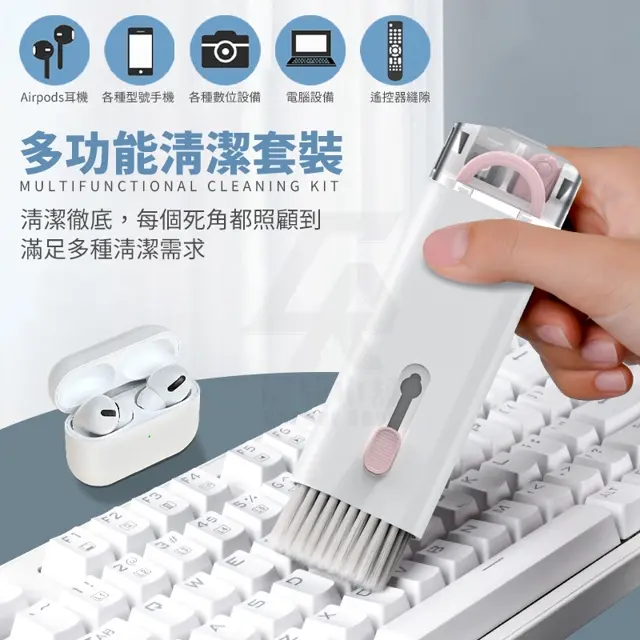 Airpods耳機 各種型號手機 各種數位設備 電腦設備 遙控器縫隙
多功能清潔套裝
MULTIFUNCTIONAL CLEANING KIT
清潔徹底，每個死角都照顧到
滿足多種清潔需求